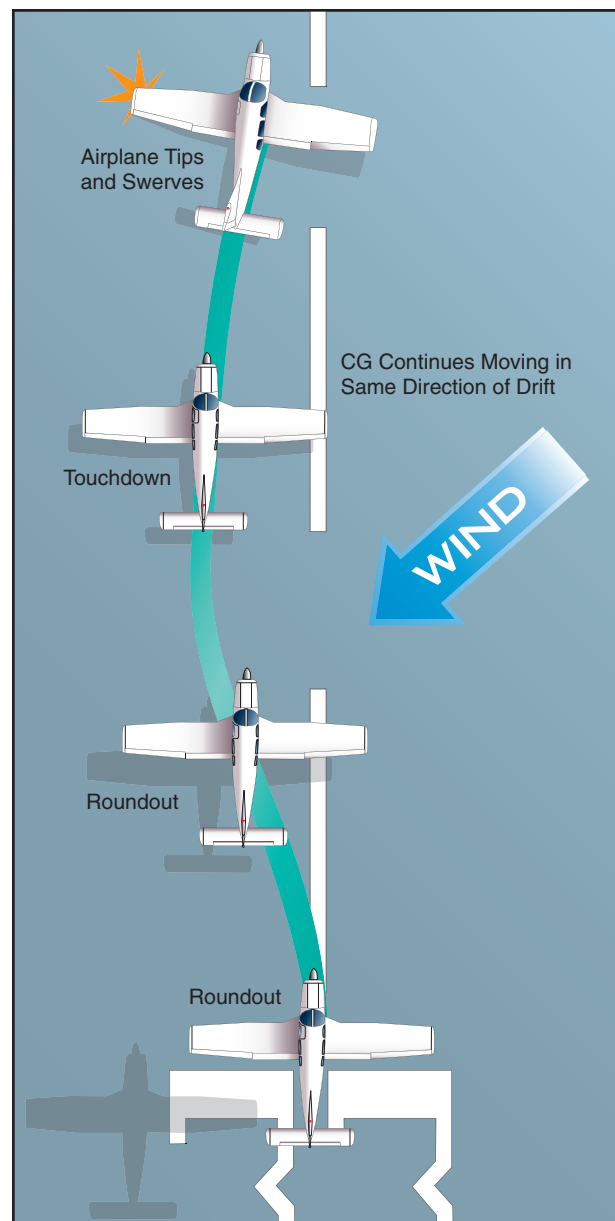 Airplane Tips
and Swerves
CG Continues Moving in
Same Direction of Drift
Touchdown
WIND
Roundout
Roundout